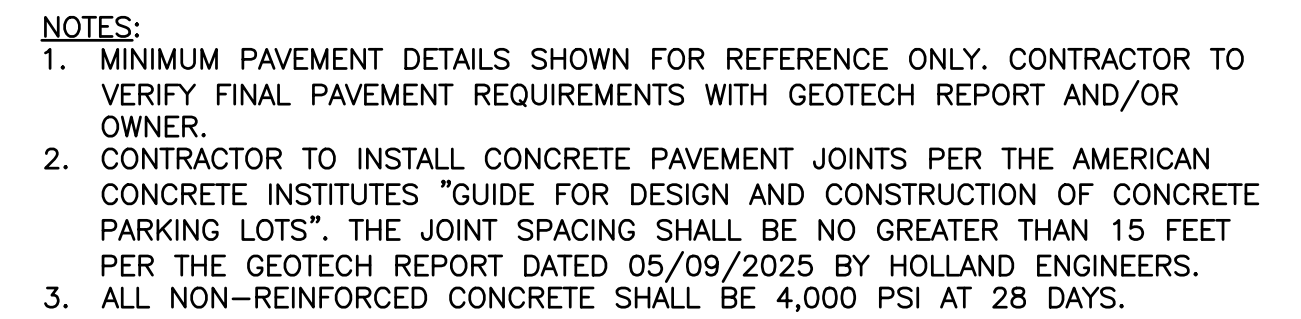 NOTES:
1. MINIMUM PAVEMENT DETAILS SHOWN FOR REFERENCE ONLY. CONTRACTOR TO
VERIFY FINAL PAVEMENT REQUIREMENTS WITH GEOTECH REPORT AND/OR
OWNER.
2. CONTRACTOR TO INSTALL CONCRETE PAVEMENT JOINTS PER THE AMERICAN
CONCRETE INSTITUTES ”GUIDE FOR DESIGN AND CONSTRUCTION OF CONCRETE
PARKING LOTS”. THE JOINT SPACING SHALL BE NO GREATER THAN 15 FEET
PER THE GEOTECH REPORT DATED 05/09/2025 BY HOLLAND ENGINEERS.
3. ALL NON-REINFORCED CONCRETE SHALL BE 4,000 PSI AT 28 DAYS.